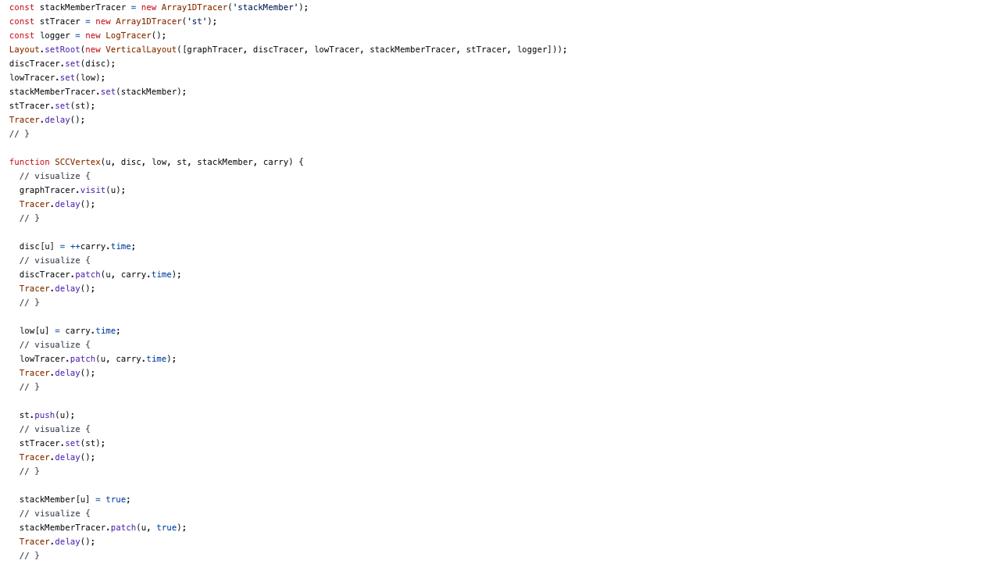 const stackMemberTracer = new Array1DTracer('stackMember');
const stTracer = new Array1DTracer('st');
const logger = new LogTracer();
Layout.setRoot(new VerticalLayout([graphTracer, discTracer, lowTracer, stackMemberTracer, stTracer, logger]));
discTracer.set(disc);
lowTracer.set(low);
stackMemberTracer.set(stackMember);
stTracer.set(st);
Tracer.delay();
// }

function SCCVertex(u, disc, low, st, stackMember, carry) {
  // visualize {
  graphTracer.visit(u);
  Tracer.delay();
  // }

  disc[u] = ++carry.time;
  // visualize {
  discTracer.patch(u, carry.time);
  Tracer.delay();
  // }

  low[u] = carry.time;
  // visualize {
  lowTracer.patch(u, carry.time);
  Tracer.delay();
  // }

  st.push(u);
  // visualize {
  stTracer.set(st);
  Tracer.delay();
  // }

  stackMember[u] = true;
  // visualize {
  stackMemberTracer.patch(u, true);
  Tracer.delay();
  // }